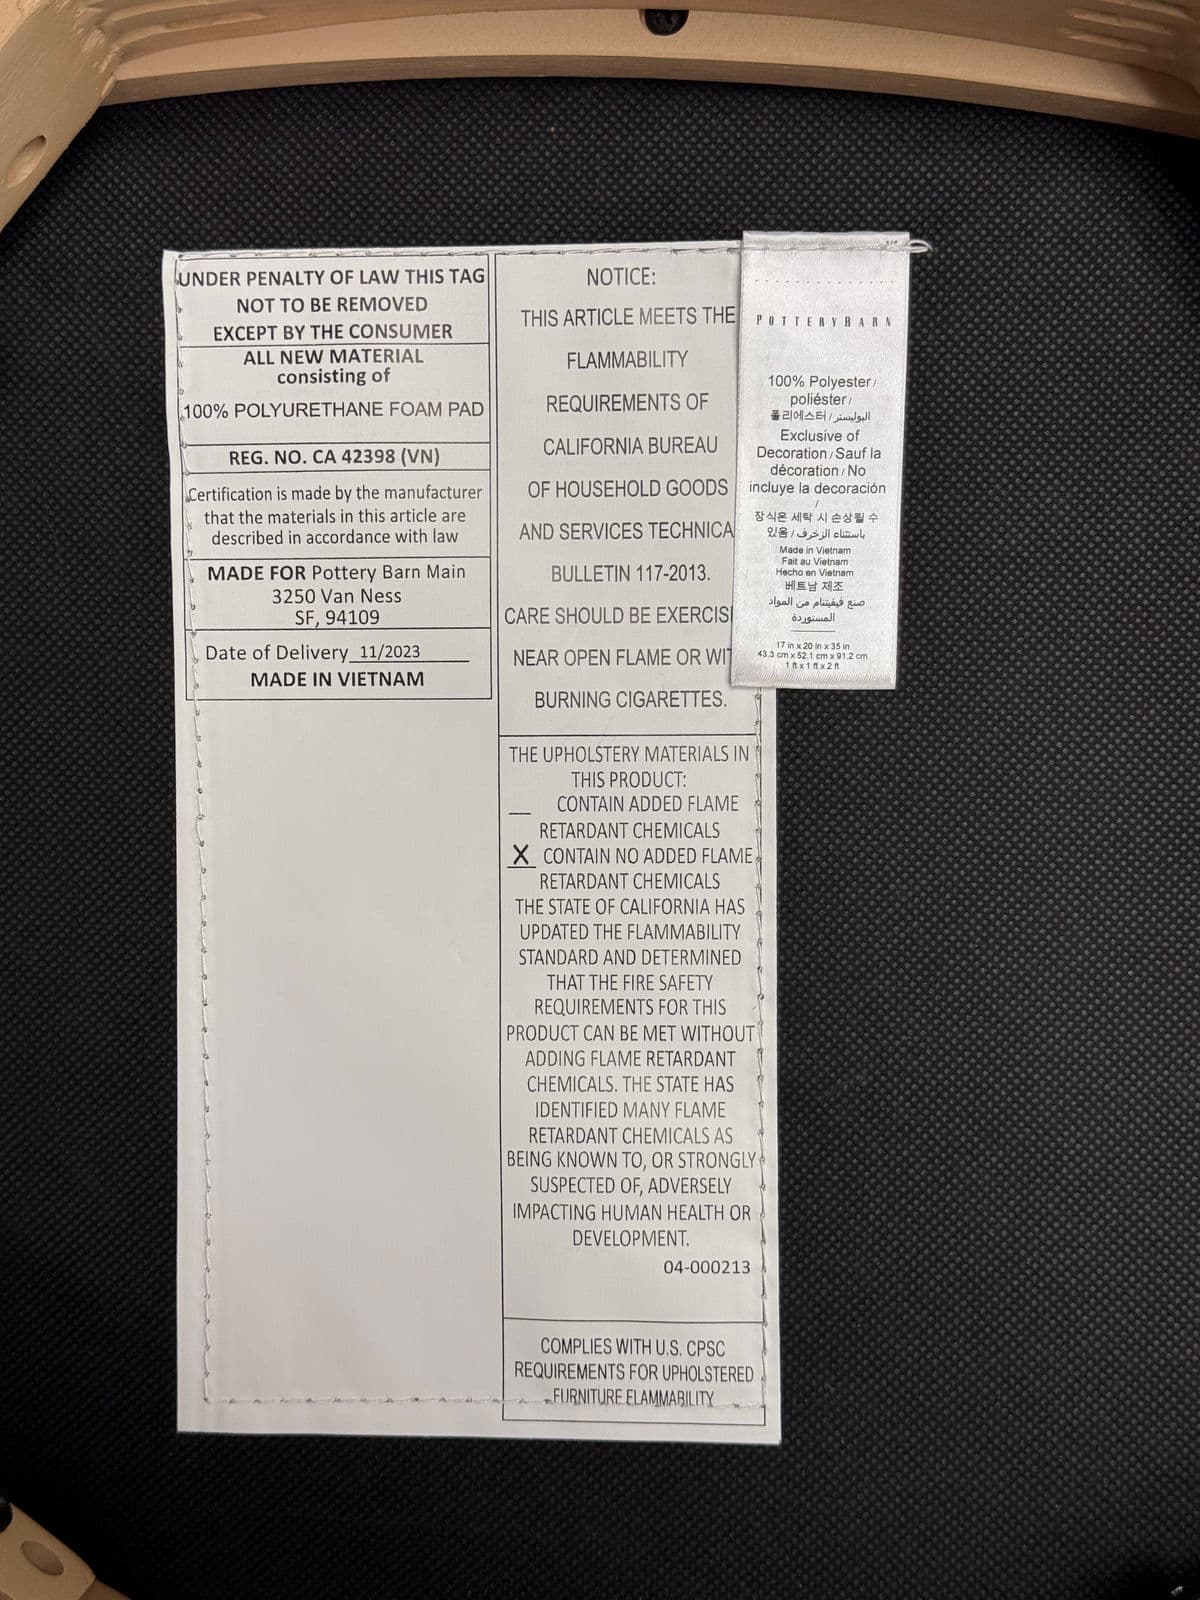 UNDER PENALTY OF LAW THIS TAG
NOT TO BE REMOVED
EXCEPT BY THE CONSUMER
ALL NEW MATERIAL
consisting of
100% POLYURETHANE FOAM PAD
REG. NO. CA 42398 (VN)
Certification is made by the manufacturer
that the materials in this article are
described in accordance with law
MADE FOR Pottery Barn Main
3250 Van Ness
SF, 94109
Date of Delivery 11/2023
MADE IN VIETNAM
NOTICE:
THIS ARTICLE MEETS THE
FLAMMABILITY
REQUIREMENTS OF
CALIFORNIA BUREAU
OF HOUSEHOLD GOODS
AND SERVICES TECHNICA
BULLETIN 117-2013.
CARE SHOULD BE EXERCIS
NEAR OPEN FLAME OR WIT
BURNING CIGARETTES.
THE UPHOLSTERY MATERIALS IN
THIS PRODUCT:
__ CONTAIN ADDED FLAME
RETARDANT CHEMICALS
X CONTAIN NO ADDED FLAME
RETARDANT CHEMICALS
THE STATE OF CALIFORNIA HAS
UPDATED THE FLAMMABILITY
STANDARD AND DETERMINED
THAT THE FIRE SAFETY
REQUIREMENTS FOR THIS
PRODUCT CAN BE MET WITHOUT
ADDING FLAME RETARDANT
CHEMICALS. THE STATE HAS
IDENTIFIED MANY FLAME
RETARDANT CHEMICALS AS
BEING KNOWN TO, OR STRONGLY
SUSPECTED OF, ADVERSELY
IMPACTING HUMAN HEALTH OR
DEVELOPMENT.
04-000213
COMPLIES WITH U.S. CPSC
REQUIREMENTS FOR UPHOLSTERED
FURNITURE FLAMMABILITY
POTTERY BARN
100% Polyester /
poliéster /
폴리에스터 / البوليستر
Exclusive of
Decoration / Sauf la
décoration / No
incluye la decoración
/
장식은 세탁 시 손상될 수
있음 / باستثناء الزخرف
Made in Vietnam
Fait au Vietnam
Hecho en Vietnam
베트남 제조
صنع فيفيتنام من المواد
المستوردة
17 in x 20 in x 35 in
43.3 cm x 52.1 cm x 91.2 cm
1 ft x 1 ft x 2 ft